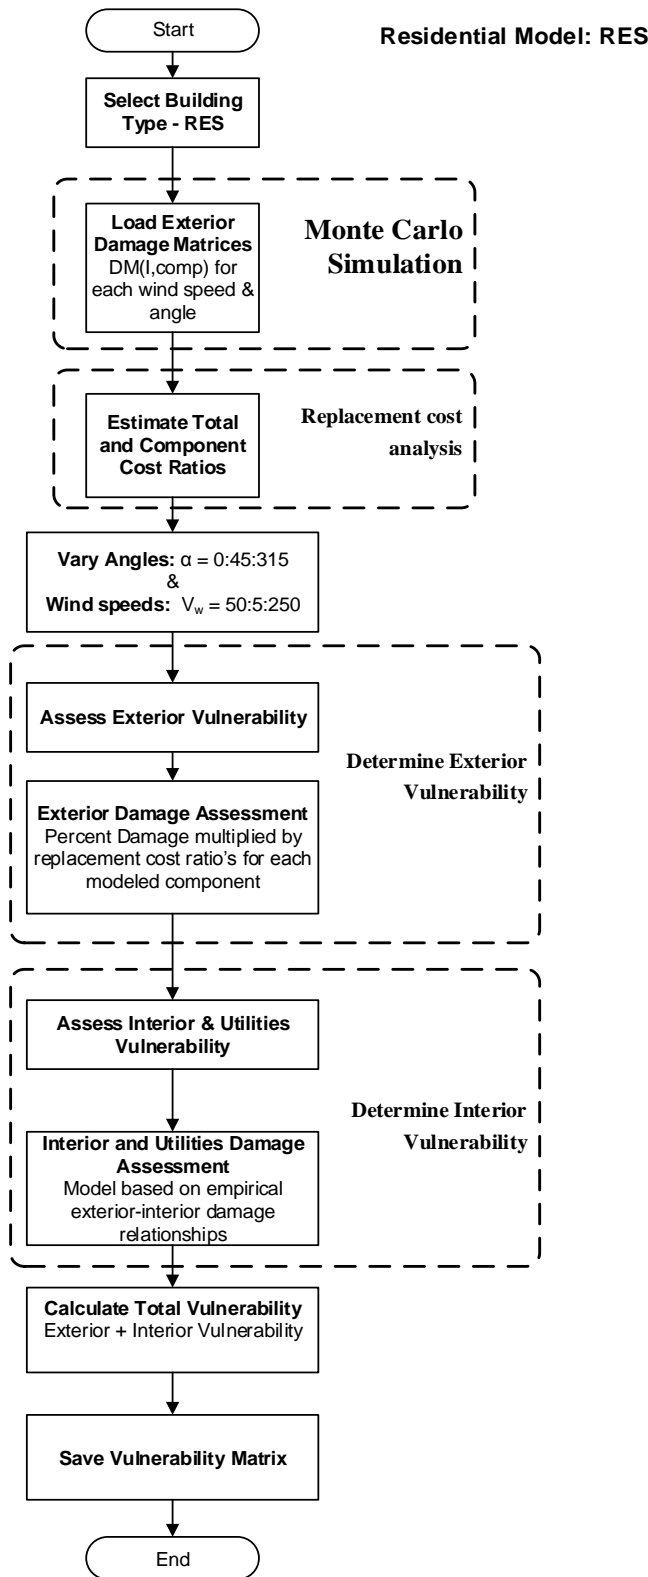 Start
Residential Model: RES
Select Building
Type - RES
Load Exterior
Damage Matrices
DM(I,comp) for
each wind speed &
angle
Monte Carlo
Simulation
Estimate Total
and Component
Cost Ratios
Replacement cost
analysis
Vary Angles: α = 0:45:315
&
Wind speeds: Vw = 50:5:250
Assess Exterior Vulnerability
Determine Exterior
Vulnerability
Exterior Damage Assessment
Percent Damage multiplied by
replacement cost ratio's for each
modeled component
Assess Interior & Utilities
Vulnerability
Determine Interior
Vulnerability
Interior and Utilities Damage
Assessment
Model based on empirical
exterior-interior damage
relationships
Calculate Total Vulnerability
Exterior + Interior Vulnerability
Save Vulnerability Matrix
End